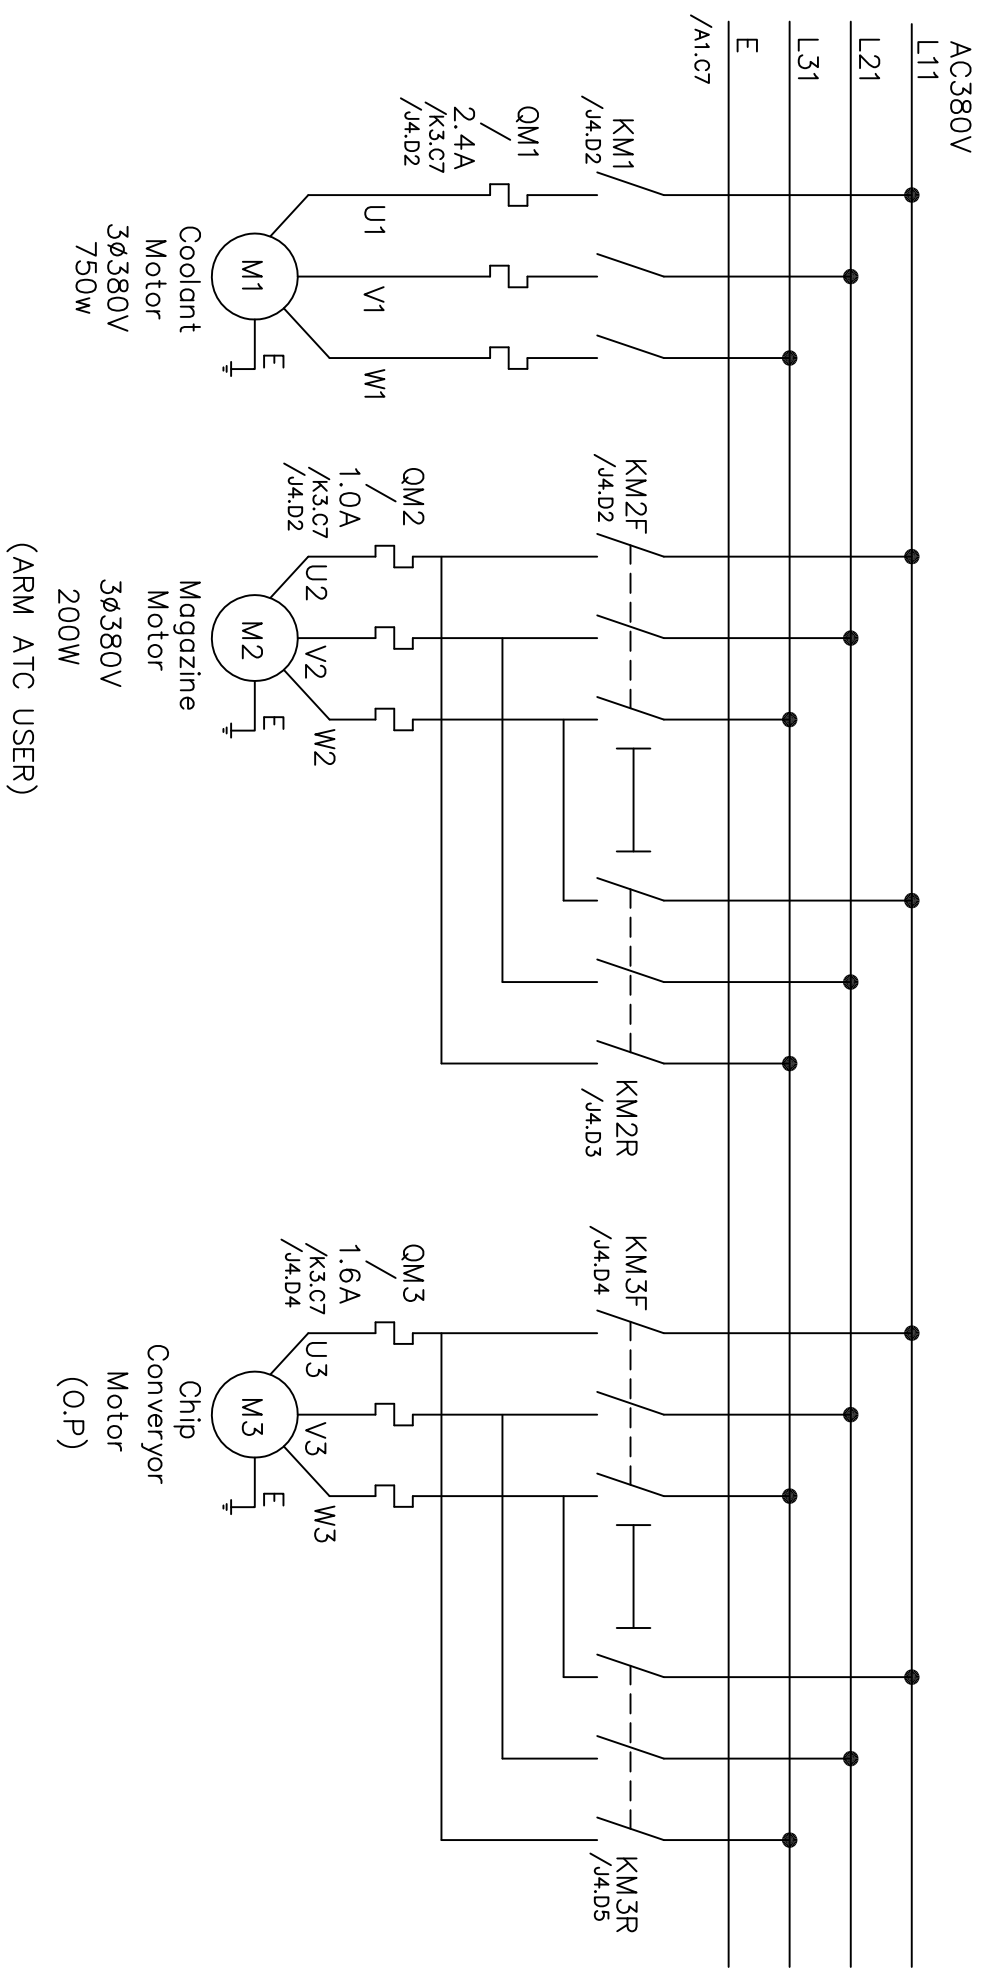 AC380V
L11
L21
L31
E
/A1.C7
KM1
/J4.D2
QM1
2.4A
/K3.C7
/J4.D2
U1
V1
W1
M1
E
Coolant
Motor
3ø380V
750w
KM2F
/J4.D2
KM2R
/J4.D3
QM2
1.0A
/K3.C7
/J4.D2
U2
V2
W2
M2
E
Magazine
Motor
3ø380V
200W
(ARM ATC USER)
KM3F
/J4.D4
KM3R
/J4.D5
QM3
1.6A
/K3.C7
/J4.D4
U3
V3
W3
M3
E
Chip
Converyor
Motor
(O.P)